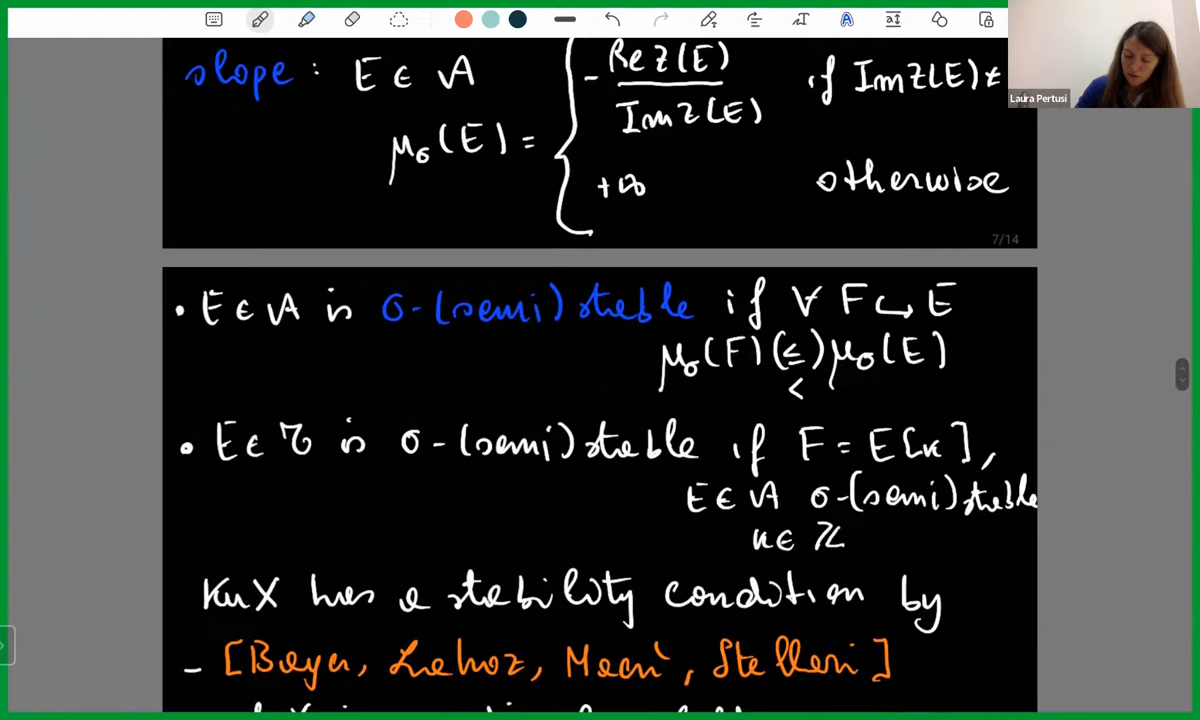 Laura Pertusi
slope : E ∈ A
- Re Z(E) / Im Z(E) if Im Z(E) ≠
μσ(E) =
+∞ otherwise
7/14
• E ∈ A is σ-(semi)stable if ∀ F ↪ E
μσ(F) (≤) μσ(E)
<
• E ∈ T is σ-(semi)stable if F = E[k],
E ∈ A σ-(semi)stable
k ∈ ℤ
Ku X has a stability condition by
- [Bayer, Lahoz, Macrì, Stellari]